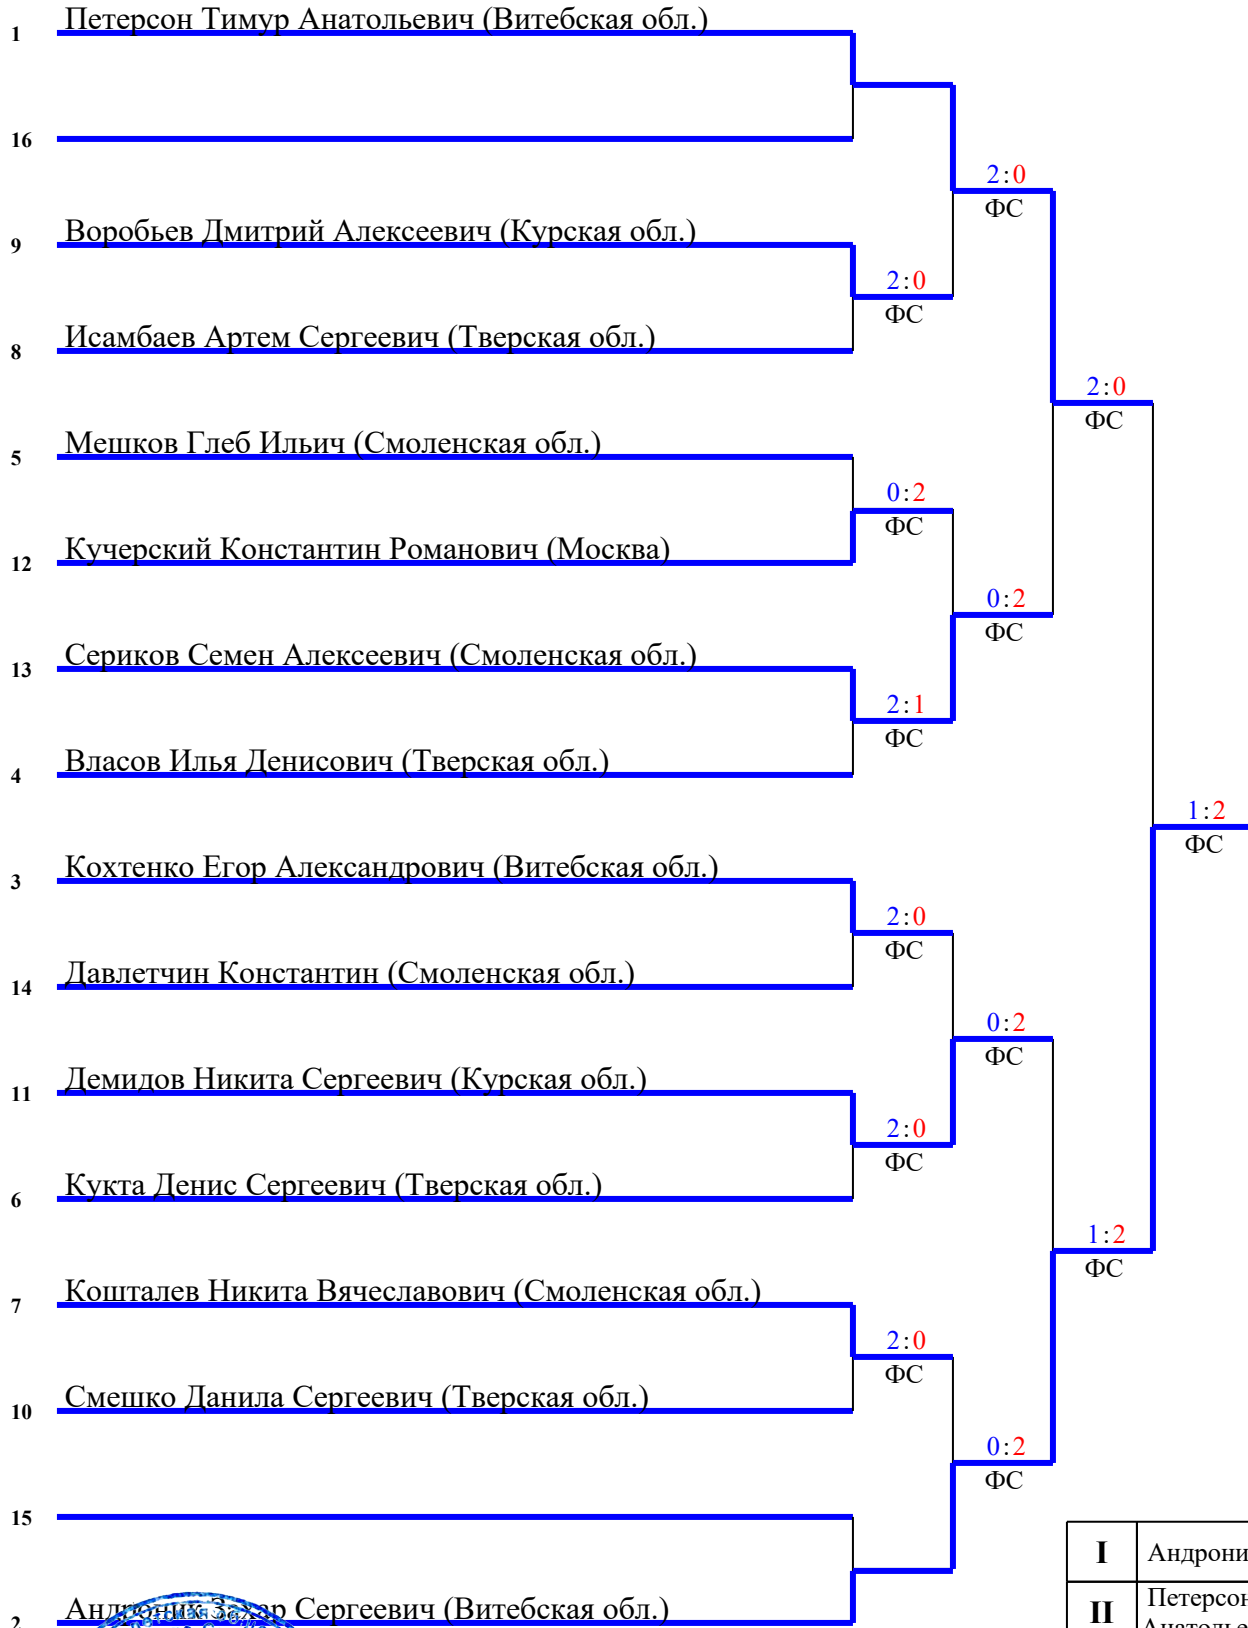 1 Петерсон Тимур Анатольевич (Витебская обл.)
16
2:0
ФС
9 Воробьев Дмитрий Алексеевич (Курская обл.)
2:0
ФС
8 Исамбаев Артем Сергеевич (Тверская обл.)
2:0
ФС
5 Мешков Глеб Ильич (Смоленская обл.)
0:2
ФС
12 Кучерский Константин Романович (Москва)
0:2
ФС
13 Сериков Семен Алексеевич (Смоленская обл.)
2:1
ФС
4 Власов Илья Денисович (Тверская обл.)
1:2
ФС
3 Кохтенко Егор Александрович (Витебская обл.)
2:0
ФС
14 Давлетчин Константин (Смоленская обл.)
0:2
ФС
11 Демидов Никита Сергеевич (Курская обл.)
2:0
ФС
6 Кукта Денис Сергеевич (Тверская обл.)
1:2
ФС
7 Кошталев Никита Вячеславович (Смоленская обл.)
2:0
ФС
10 Смешко Данила Сергеевич (Тверская обл.)
0:2
ФС
15
I Андрони
2 Андроник Захар Сергеевич (Витебская обл.)
II Петерсон
Анатолье